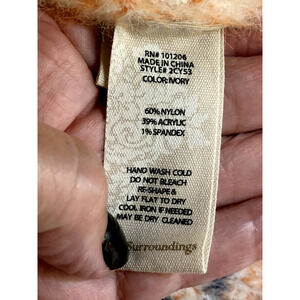 RN# 101206
MADE IN CHINA
STYLE# 2CY53
COLOR: IVORY
60% NYLON
39% ACRYLIC
1% SPANDEX
HAND WASH COLD
DO NOT BLEACH
RE-SHAPE &
LAY FLAT TO DRY
COOL IRON IF NEEDED
MAY BE DRY CLEANED
Surroundings